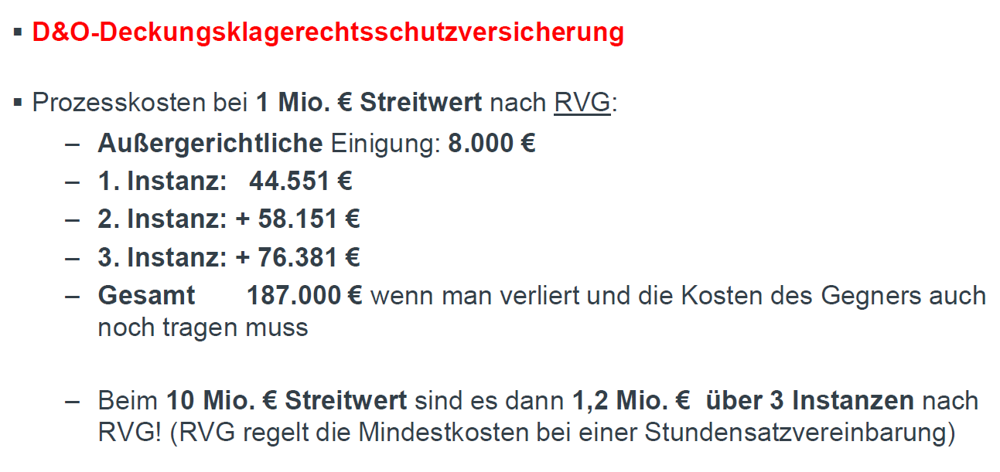 ▪ D&O-Deckungsklagerechtsschutzversicherung
▪ Prozesskosten bei 1 Mio. € Streitwert nach RVG:
– Außergerichtliche Einigung: 8.000 €
– 1. Instanz: 44.551 €
– 2. Instanz: + 58.151 €
– 3. Instanz: + 76.381 €
– Gesamt 187.000 € wenn man verliert und die Kosten des Gegners auch
noch tragen muss
– Beim 10 Mio. € Streitwert sind es dann 1,2 Mio. € über 3 Instanzen nach
RVG! (RVG regelt die Mindestkosten bei einer Stundensatzvereinbarung)